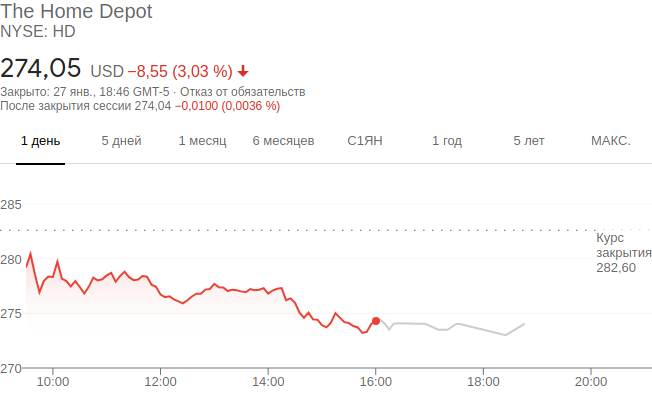 The Home Depot
NYSE: HD
274,05 USD −8,55 (3,03 %)
Закрыто: 27 янв., 18:46 GMT-5 · Отказ от обязательств
После закрытия сессии 274,04 −0,0100 (0,0036 %)
1 день 5 дней 1 месяц 6 месяцев С1ЯН 1 год 5 лет МАКС.
285
Курс
закрытия
282,60
280
275
270
10:00 12:00 14:00 16:00 18:00 20:00